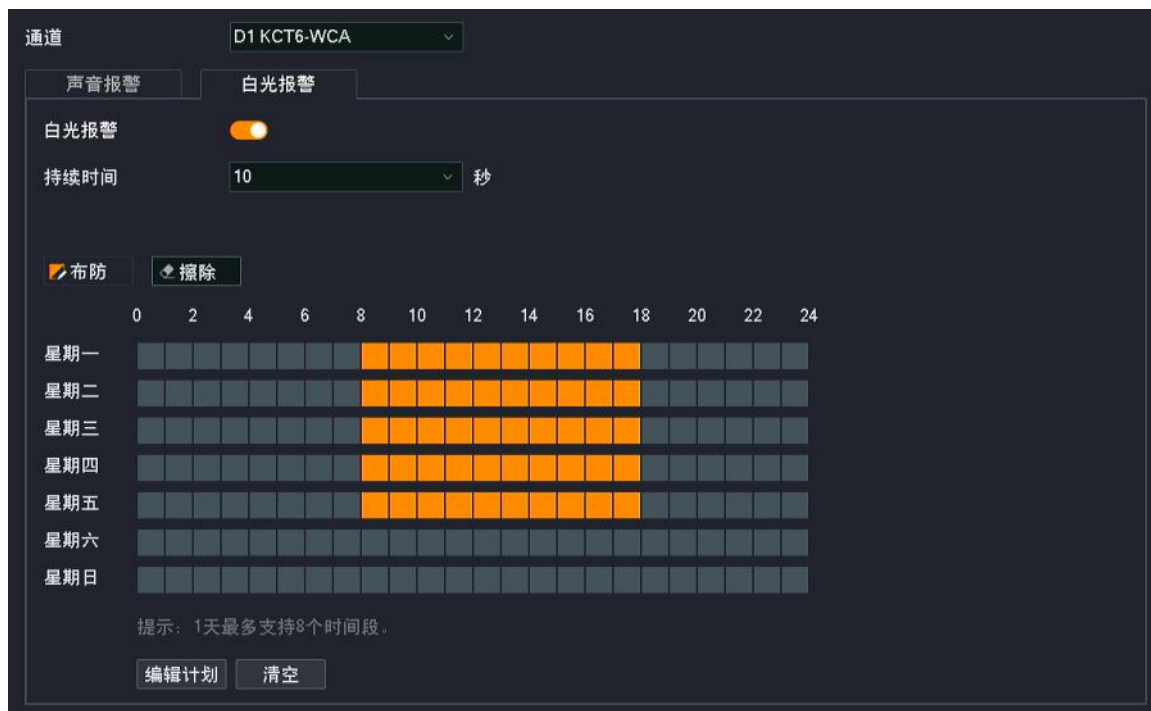 通道 D1 KCT6-WCA
声音报警 白光报警
白光报警
持续时间 10 秒
布防 擦除
0 2 4 6 8 10 12 14 16 18 20 22 24
星期一
星期二
星期三
星期四
星期五
星期六
星期日
提示：1天最多支持8个时间段。
编辑计划 清空